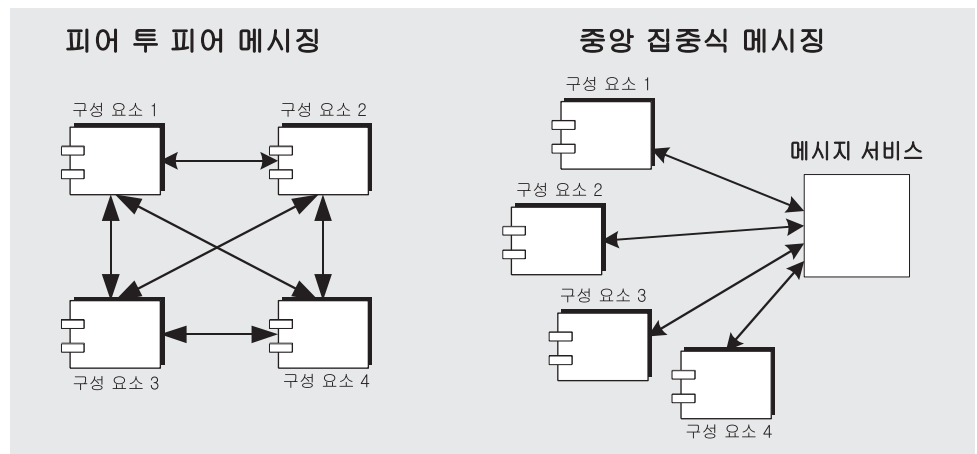 피어 투 피어 메시징
구성 요소 1
구성 요소 2
구성 요소 3
구성 요소 4
중앙 집중식 메시징
구성 요소 1
메시지 서비스
구성 요소 2
구성 요소 3
구성 요소 4